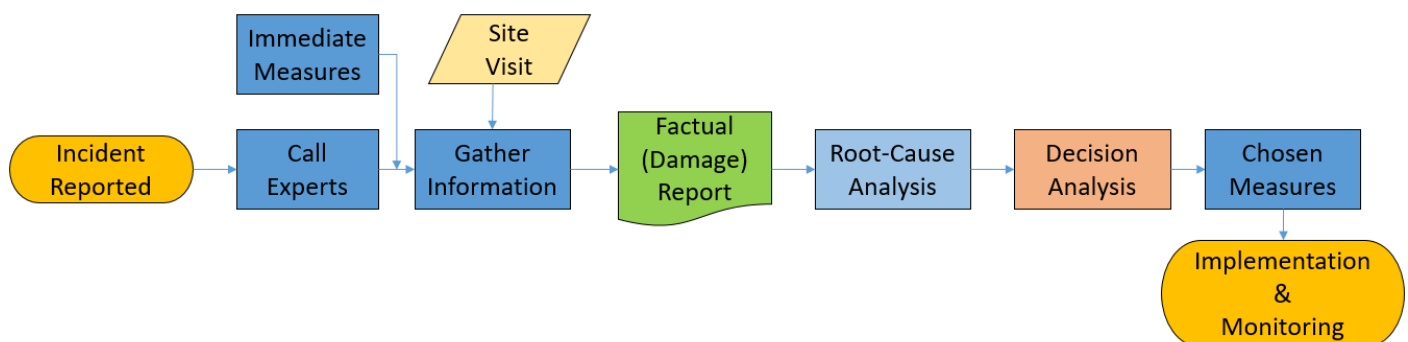 Immediate
Measures
Site
Visit
Incident
Reported
Call
Experts
Gather
Information
Factual
(Damage)
Report
Root-Cause
Analysis
Decision
Analysis
Chosen
Measures
Implementation
&
Monitoring